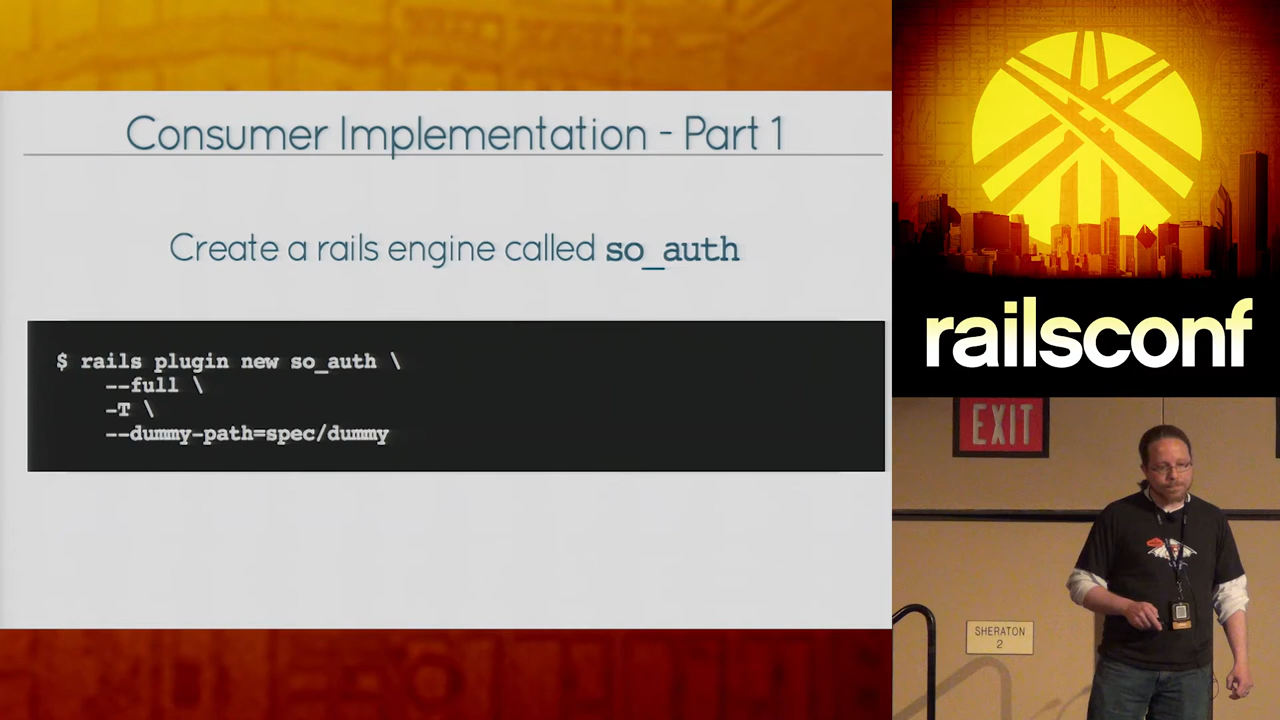 Consumer Implementation - Part 1
Create a rails engine called so_auth
$ rails plugin new so_auth \
--full \
-T \
--dummy-path=spec/dummy
railsconf
EXIT
SHERATON
2